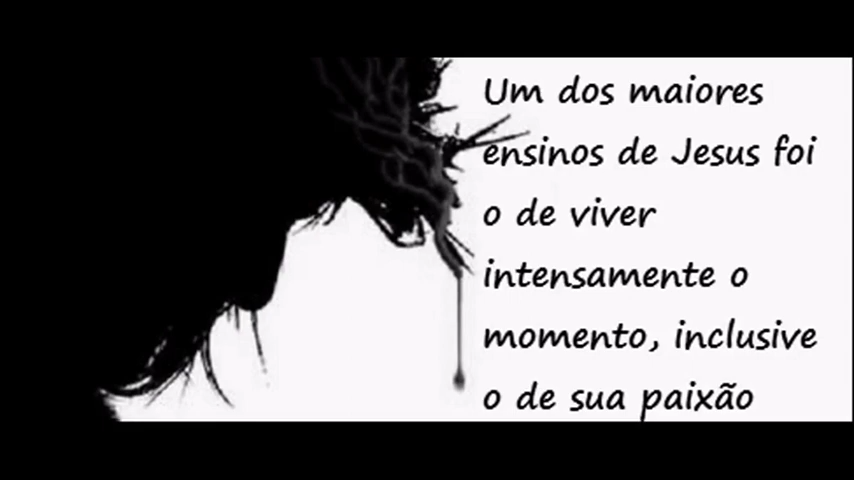 Um dos maiores
ensinos de Jesus foi
o de viver
intensamente o
momento, inclusive
o de sua paixão